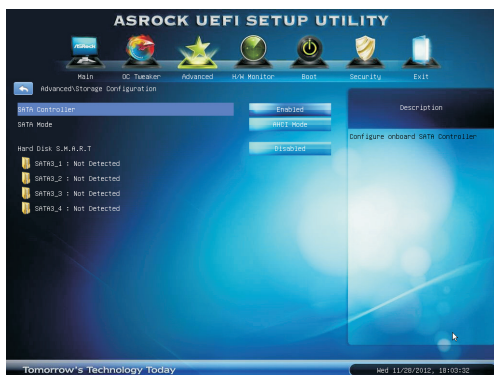 ASROCK UEFI SETUP UTILITY
ASRock
Main OC Tweaker Advanced H/W Monitor Boot Security Exit
Advanced\Storage Configuration
SATA Controller Enabled
SATA Mode AHCI Mode
Hard Disk S.M.A.R.T Disabled
SATA3_1 : Not Detected
SATA3_2 : Not Detected
SATA3_3 : Not Detected
SATA3_4 : Not Detected
Description
Configure onboard SATA Controller
Tomorrow's Technology Today
Wed 11/28/2012, 18:03:32